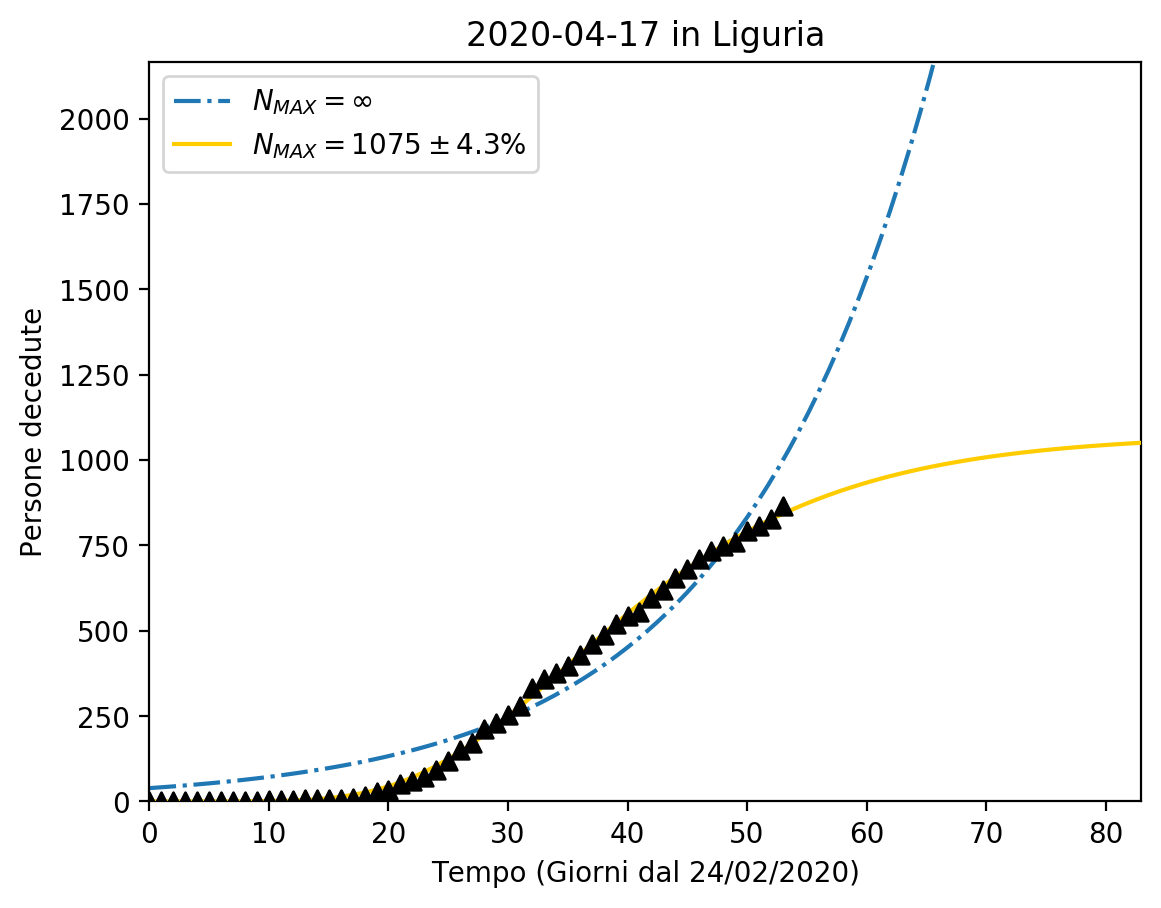 2020-04-17 in Liguria
N_MAX = ∞
N_MAX = 1075 ± 4.3%
2000
1750
1500
1250
1000
750
500
250
0
Persone decedute
0 10 20 30 40 50 60 70 80
Tempo (Giorni dal 24/02/2020)